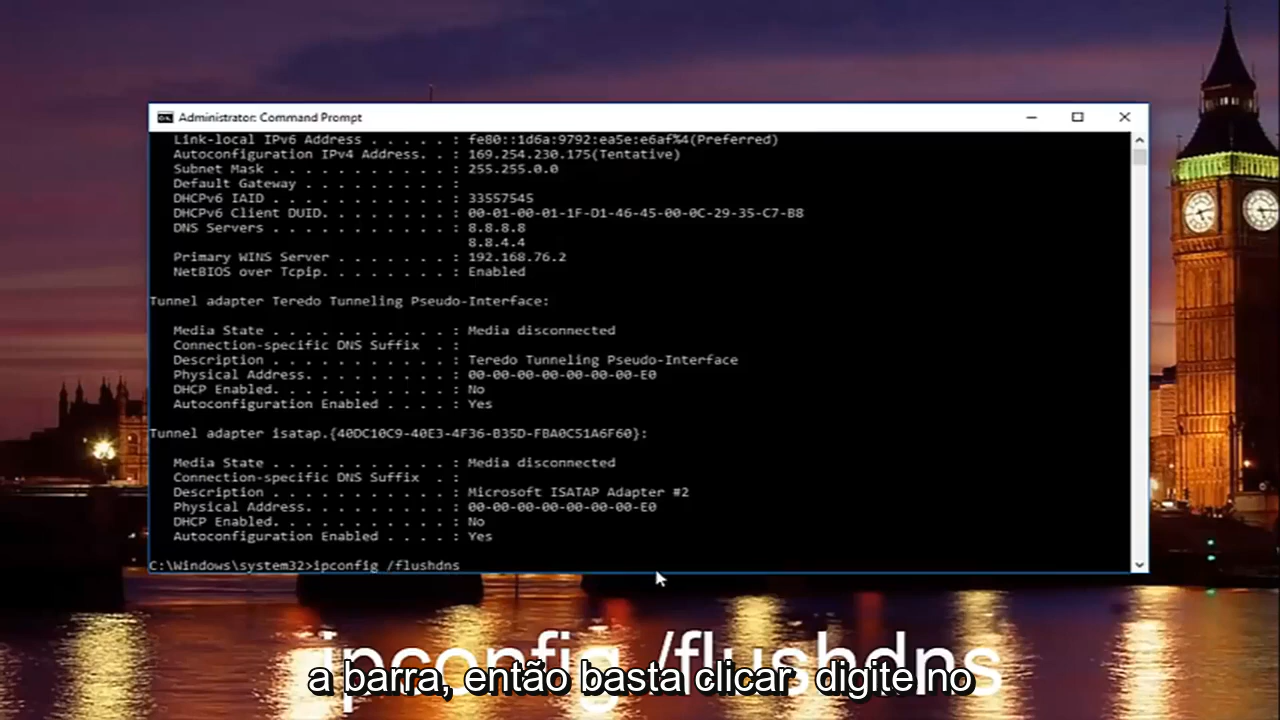 Administrator: Command Prompt
Link-local IPv6 Address . . . . . : fe80::1d6a:9792:ea5e:e6af%4(Preferred)
Autoconfiguration IPv4 Address. . : 169.254.230.175(Tentative)
Subnet Mask . . . . . . . . . . . : 255.255.0.0
Default Gateway . . . . . . . . . :
DHCPv6 IAID . . . . . . . . . . . : 33557545
DHCPv6 Client DUID. . . . . . . . : 00-01-00-01-1F-D1-46-45-00-0C-29-35-C7-B8
DNS Servers . . . . . . . . . . . : 8.8.8.8
8.8.4.4
Primary WINS Server . . . . . . . : 192.168.76.2
NetBIOS over Tcpip. . . . . . . . : Enabled
Tunnel adapter Teredo Tunneling Pseudo-Interface:
Media State . . . . . . . . . . . : Media disconnected
Connection-specific DNS Suffix . :
Description . . . . . . . . . . . : Teredo Tunneling Pseudo-Interface
Physical Address. . . . . . . . . : 00-00-00-00-00-00-00-E0
DHCP Enabled. . . . . . . . . . . : No
Autoconfiguration Enabled . . . . : Yes
Tunnel adapter isatap.{40DC10C9-40E3-4F36-B35D-FBA0C51A6F60}:
Media State . . . . . . . . . . . : Media disconnected
Connection-specific DNS Suffix . :
Description . . . . . . . . . . . : Microsoft ISATAP Adapter #2
Physical Address. . . . . . . . . : 00-00-00-00-00-00-00-E0
DHCP Enabled. . . . . . . . . . . : No
Autoconfiguration Enabled . . . . : Yes
C:\Windows\system32>ipconfig /flushdns
ipconfig /flushdns
a barra, então basta clicar digite no